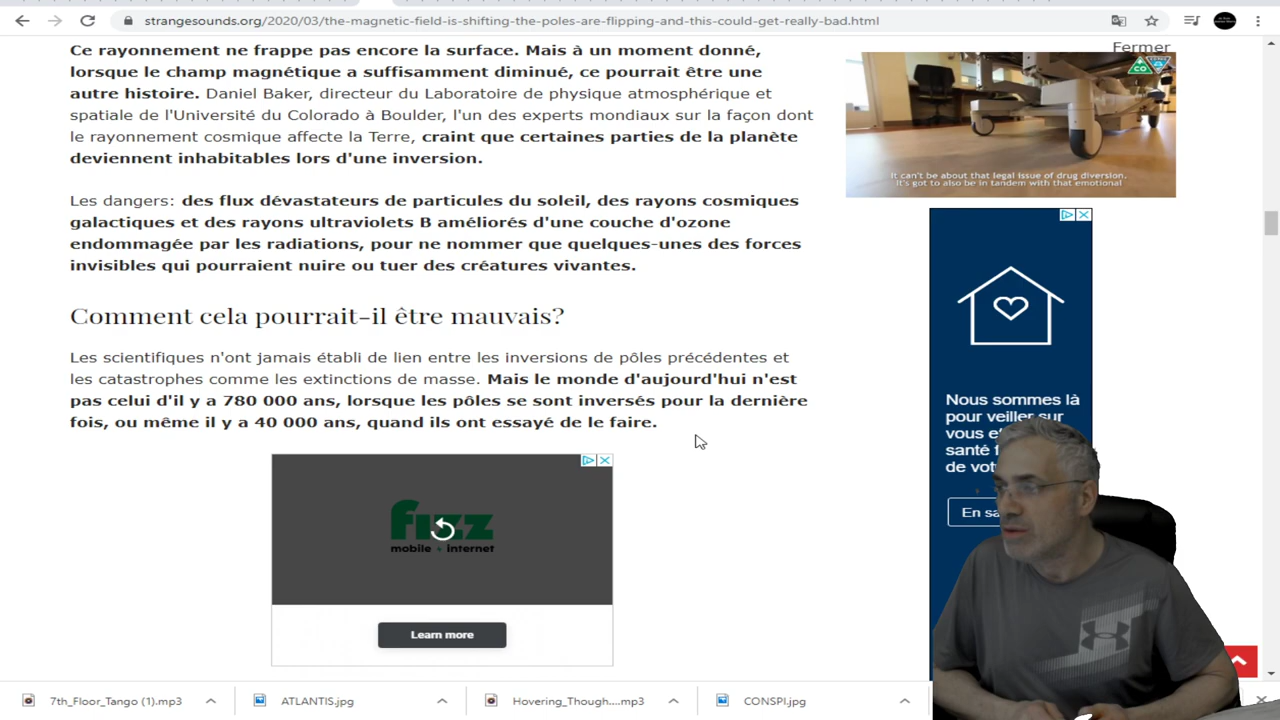 strangesounds.org/2020/03/the-magnetic-field-is-shifting-the-poles-are-flipping-and-this-could-get-really-bad.html
Ce rayonnement ne frappe pas encore la surface. Mais à un moment donné,
lorsque le champ magnétique a suffisamment diminué, ce pourrait être une
autre histoire. Daniel Baker, directeur du Laboratoire de physique atmosphérique et
spatiale de l'Université du Colorado à Boulder, l'un des experts mondiaux sur la façon dont
le rayonnement cosmique affecte la Terre, craint que certaines parties de la planète
deviennent inhabitables lors d'une inversion.
Les dangers: des flux dévastateurs de particules du soleil, des rayons cosmiques
galactiques et des rayons ultraviolets B améliorés d'une couche d'ozone
endommagée par les radiations, pour ne nommer que quelques-unes des forces
invisibles qui pourraient nuire ou tuer des créatures vivantes.
Comment cela pourrait-il être mauvais?
Les scientifiques n'ont jamais établi de lien entre les inversions de pôles précédentes et
les catastrophes comme les extinctions de masse. Mais le monde d'aujourd'hui n'est
pas celui d'il y a 780 000 ans, lorsque les pôles se sont inversés pour la dernière
fois, ou même il y a 40 000 ans, quand ils ont essayé de le faire.
fizz
mobile + internet
Learn more
Fermer
CO
It can't be about that legal issue of drug diversion.
It's got to also be in tandem with that emotional
Nous sommes là
pour veiller sur
vous e
santé
de vot
En sa
7th_Floor_Tango (1).mp3
ATLANTIS.jpg
Hovering_Though....mp3
CONSPI.jpg